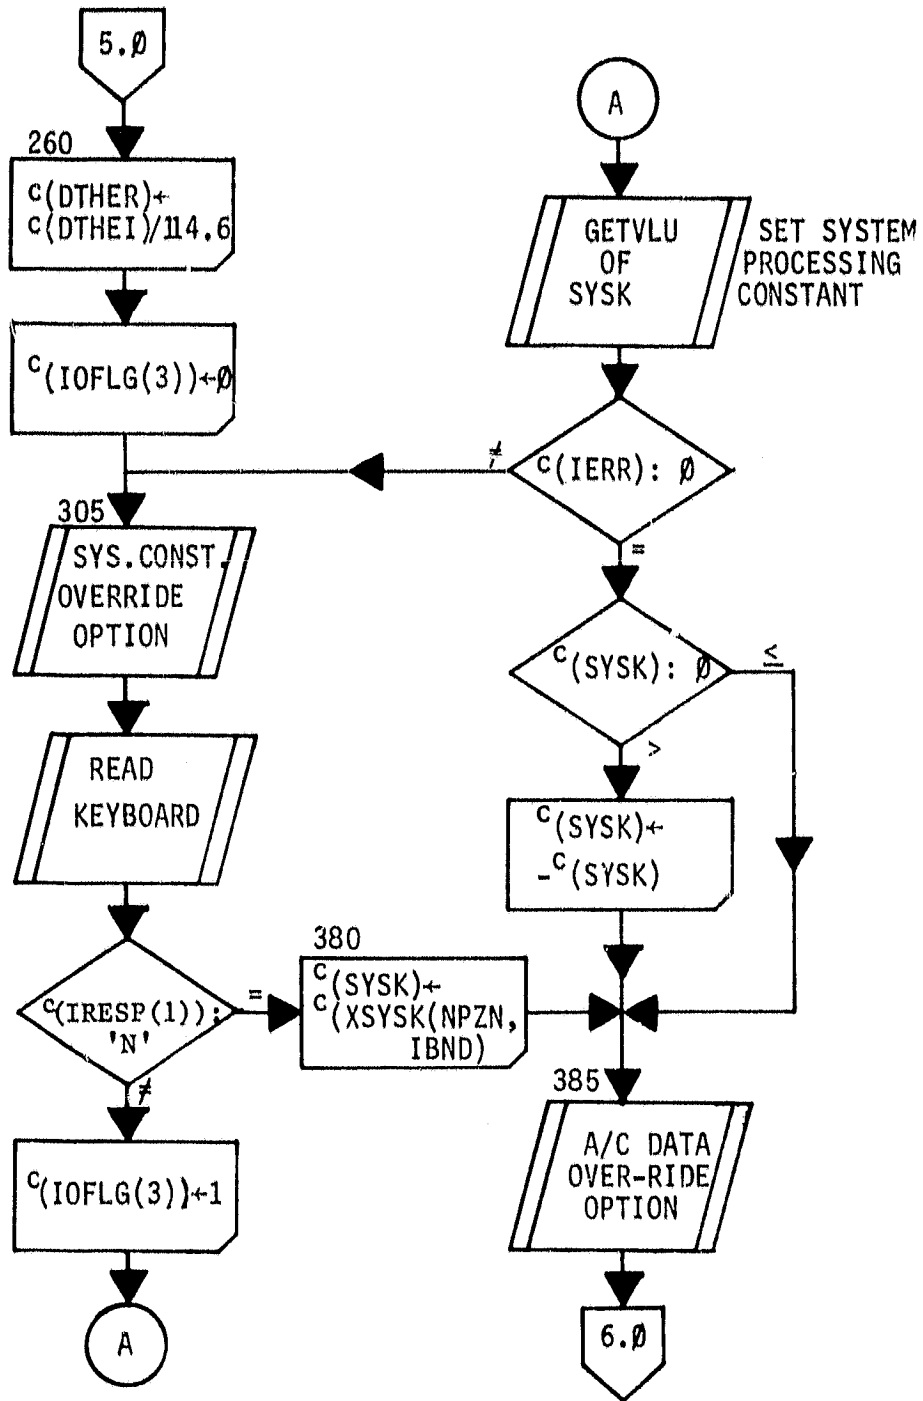 5.Ø
260
C(DTHER)←
C(DTHEI)/114.6
C(IOFLG(3))←Ø
305
SYS.CONST.
OVERRIDE
OPTION
READ
KEYBOARD
C(IRESP(1)):
'N'
=
≠
C(IOFLG(3))←1
A
380
C(SYSK)←
C(XSYSK(NPZN,
IBND)
A
GETVLU
OF
SYSK
SET SYSTEM
PROCESSING
CONSTANT
C(IERR): Ø
≠
=
C(SYSK): Ø
≤
>
C(SYSK)←
-C(SYSK)
385
A/C DATA
OVER-RIDE
OPTION
6.Ø